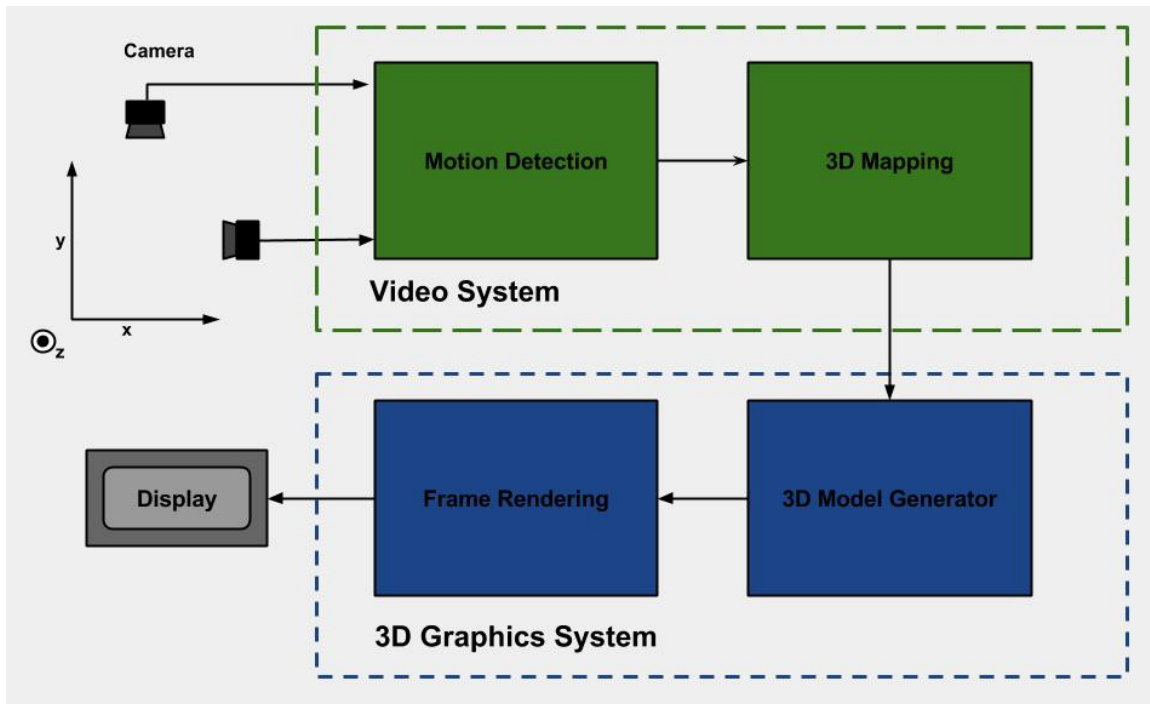 Camera
Motion Detection
3D Mapping
y
Video System
x
z
Display
Frame Rendering
3D Model Generator
3D Graphics System